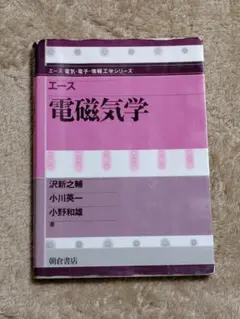 エース 電気・電子・情報工学シリーズ
エース
電磁気学
沢新之輔
小川英一
小野和雄
著
朝倉書店